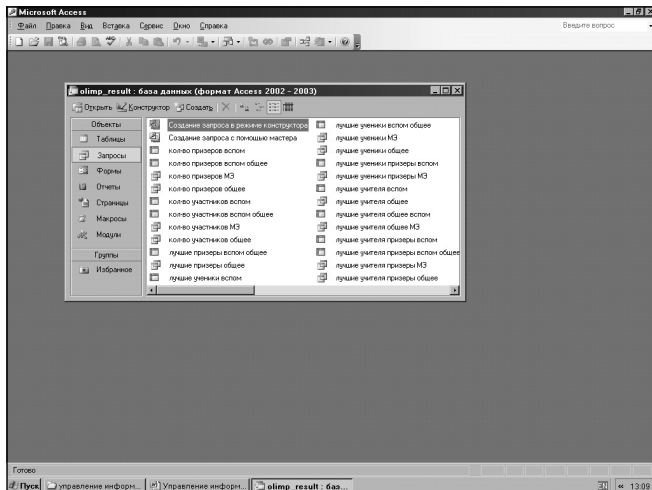 Microsoft Access
Файл Правка Вид Вставка Сервис Окно Справка
Введите вопрос
olimp_result : база данных (формат Access 2002 - 2003)
Открыть Конструктор Создать
Объекты
Таблицы
Запросы
Формы
Отчеты
Страницы
Макросы
Модули
Группы
Избранное
Создание запроса в режиме конструктора
Создание запроса с помощью мастера
кол-во призеров вспом
кол-во призеров вспом общее
кол-во призеров МЭ
кол-во призеров общее
кол-во участников вспом
кол-во участников вспом общее
кол-во участников МЭ
кол-во участников общее
лучшие призеры вспом общее
лучшие призеры общее
лучшие ученики вспом
лучшие ученики вспом общее
лучшие ученики МЭ
лучшие ученики общее
лучшие ученики призеры вспом
лучшие ученики призеры МЭ
лучшие учителя вспом
лучшие учителя общее
лучшие учителя общее вспом
лучшие учителя общее МЭ
лучшие учителя призеры вспом
лучшие учителя призеры вспом общее
лучшие учителя призеры МЭ
лучшие учителя призеры общее
Готово
Пуск управление информ... Управление информ... olimp_result : баз... EN « 13:09